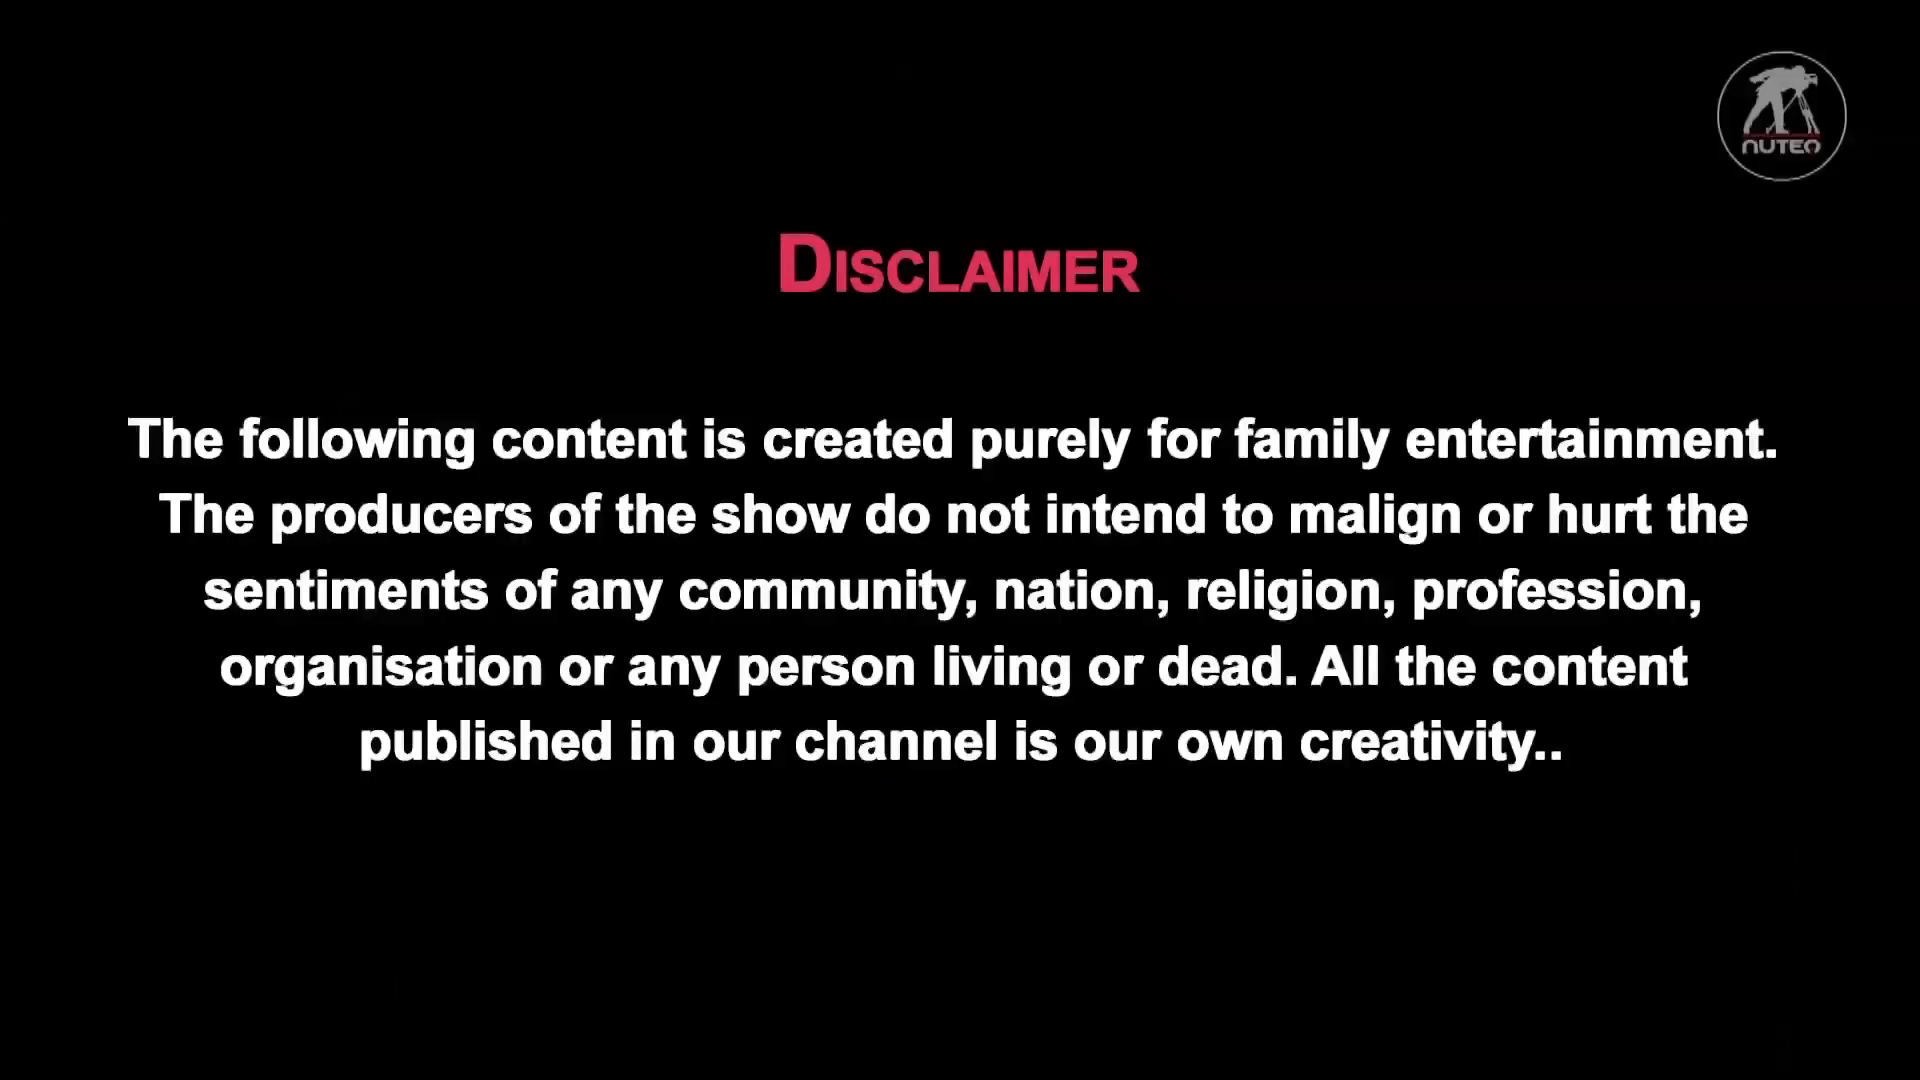 NUTEQ
DISCLAIMER
The following content is created purely for family entertainment.
The producers of the show do not intend to malign or hurt the
sentiments of any community, nation, religion, profession,
organisation or any person living or dead. All the content
published in our channel is our own creativity..